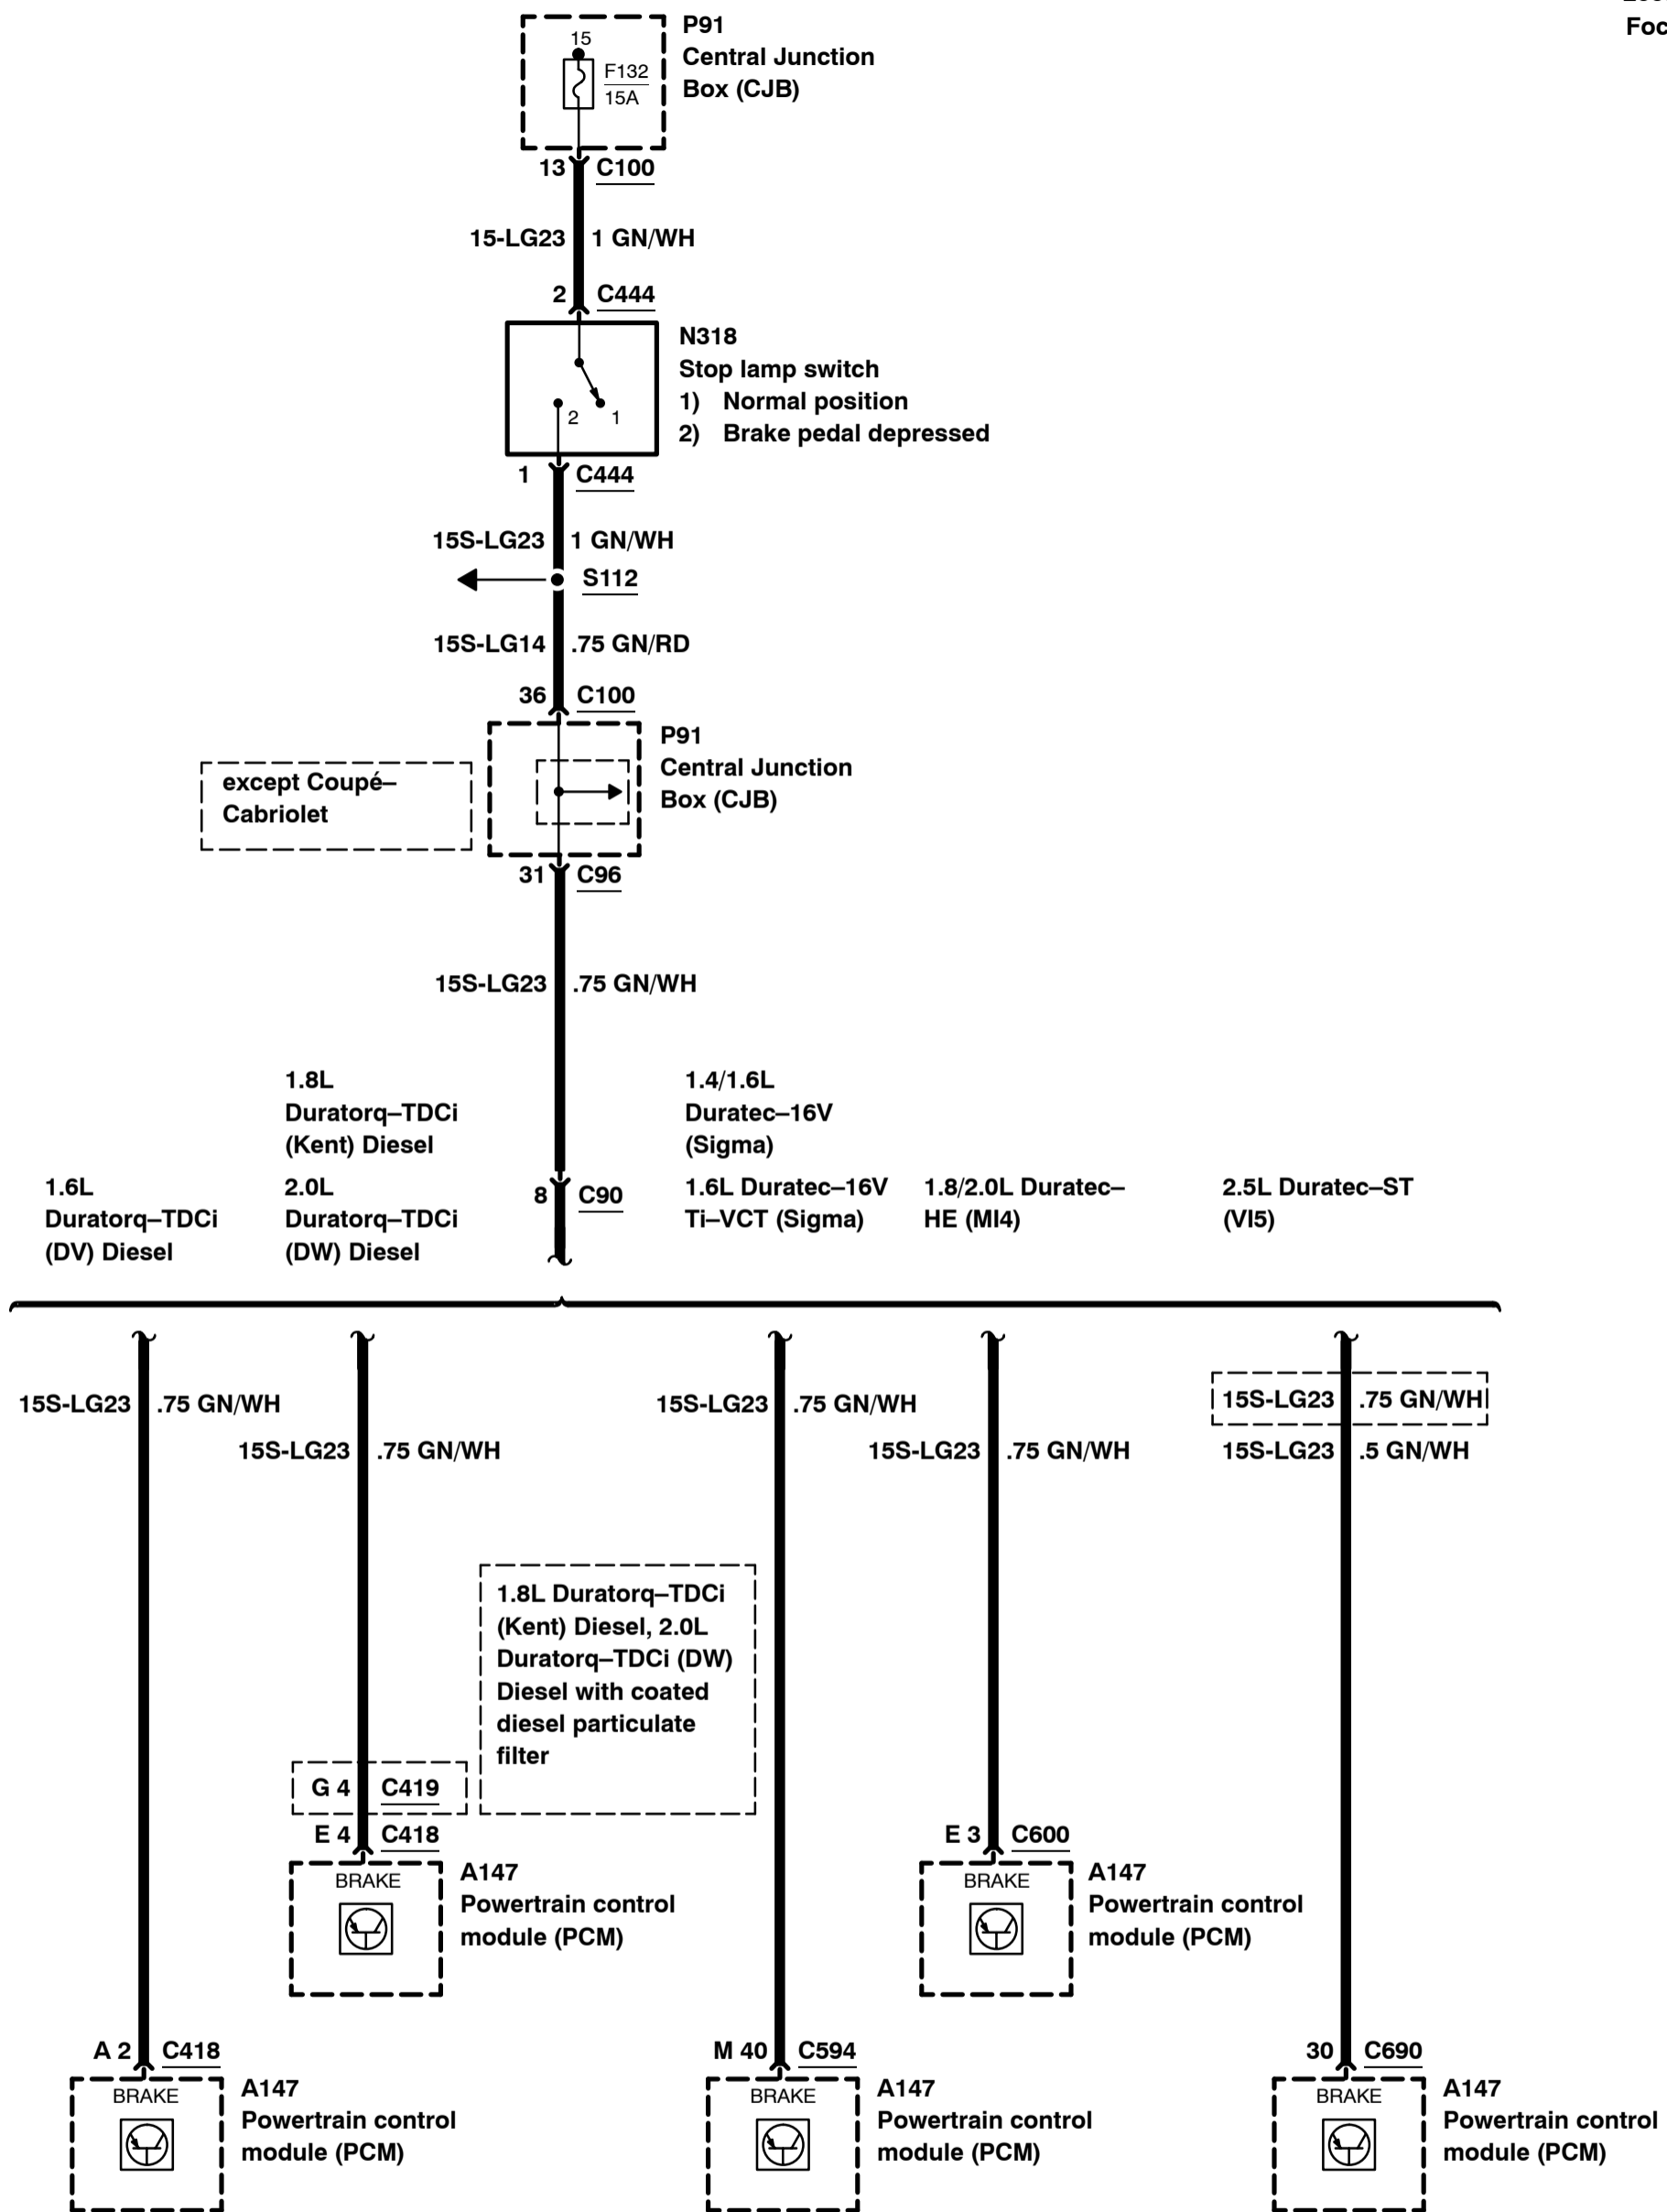 Foc
P91
Central Junction
Box (CJB)
15
F132
15A
13 C100
15-LG23 1 GN/WH
2 C444
N318
Stop lamp switch
1) Normal position
2) Brake pedal depressed
2 1
1 C444
15S-LG23 1 GN/WH
S112
15S-LG14 .75 GN/RD
36 C100
P91
Central Junction
Box (CJB)
except Coupé–
Cabriolet
31 C96
15S-LG23 .75 GN/WH
1.8L
Duratorq–TDCi
(Kent) Diesel
1.4/1.6L
Duratec–16V
(Sigma)
1.6L
Duratorq–TDCi
(DV) Diesel
2.0L
Duratorq–TDCi
(DW) Diesel
8 C90
1.6L Duratec–16V
Ti–VCT (Sigma)
1.8/2.0L Duratec–
HE (MI4)
2.5L Duratec–ST
(VI5)
15S-LG23 .75 GN/WH
15S-LG23 .75 GN/WH
15S-LG23 .75 GN/WH
15S-LG23 .75 GN/WH
15S-LG23 .75 GN/WH
15S-LG23 .5 GN/WH
1.8L Duratorq–TDCi
(Kent) Diesel, 2.0L
Duratorq–TDCi (DW)
Diesel with coated
diesel particulate
filter
G 4 C419
E 4 C418
BRAKE
A147
Powertrain control
module (PCM)
E 3 C600
BRAKE
A147
Powertrain control
module (PCM)
A 2 C418
BRAKE
A147
Powertrain control
module (PCM)
M 40 C594
BRAKE
A147
Powertrain control
module (PCM)
30 C690
BRAKE
A147
Powertrain control
module (PCM)